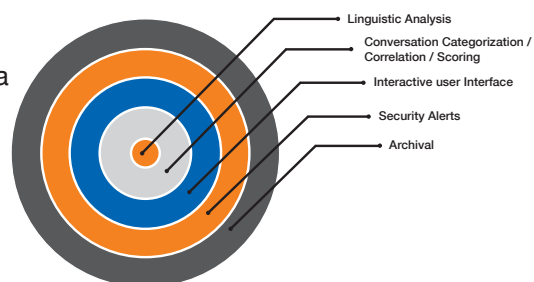 Linguistic Analysis
Conversation Categorization /
Correlation / Scoring
a
Interactive user Interface
Security Alerts
Archival